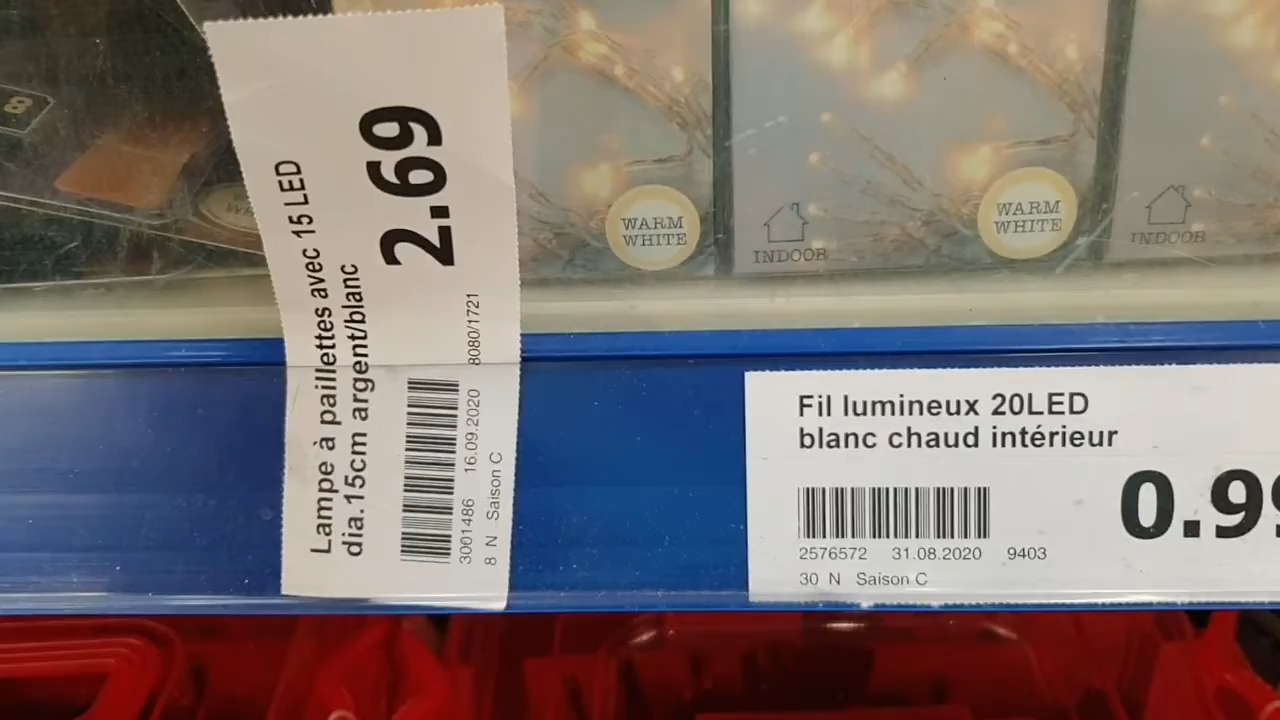 Lampe à paillettes avec 15 LED
dia.15cm argent/blanc
2.69
3001486 16.09.2020 8080/1721
8 N Saison C
WARM
WHITE
INDOOR
WARM
WHITE
INDOOR
Fil lumineux 20LED
blanc chaud intérieur
0.99
2576572 31.08.2020 9403
30 N Saison C
8